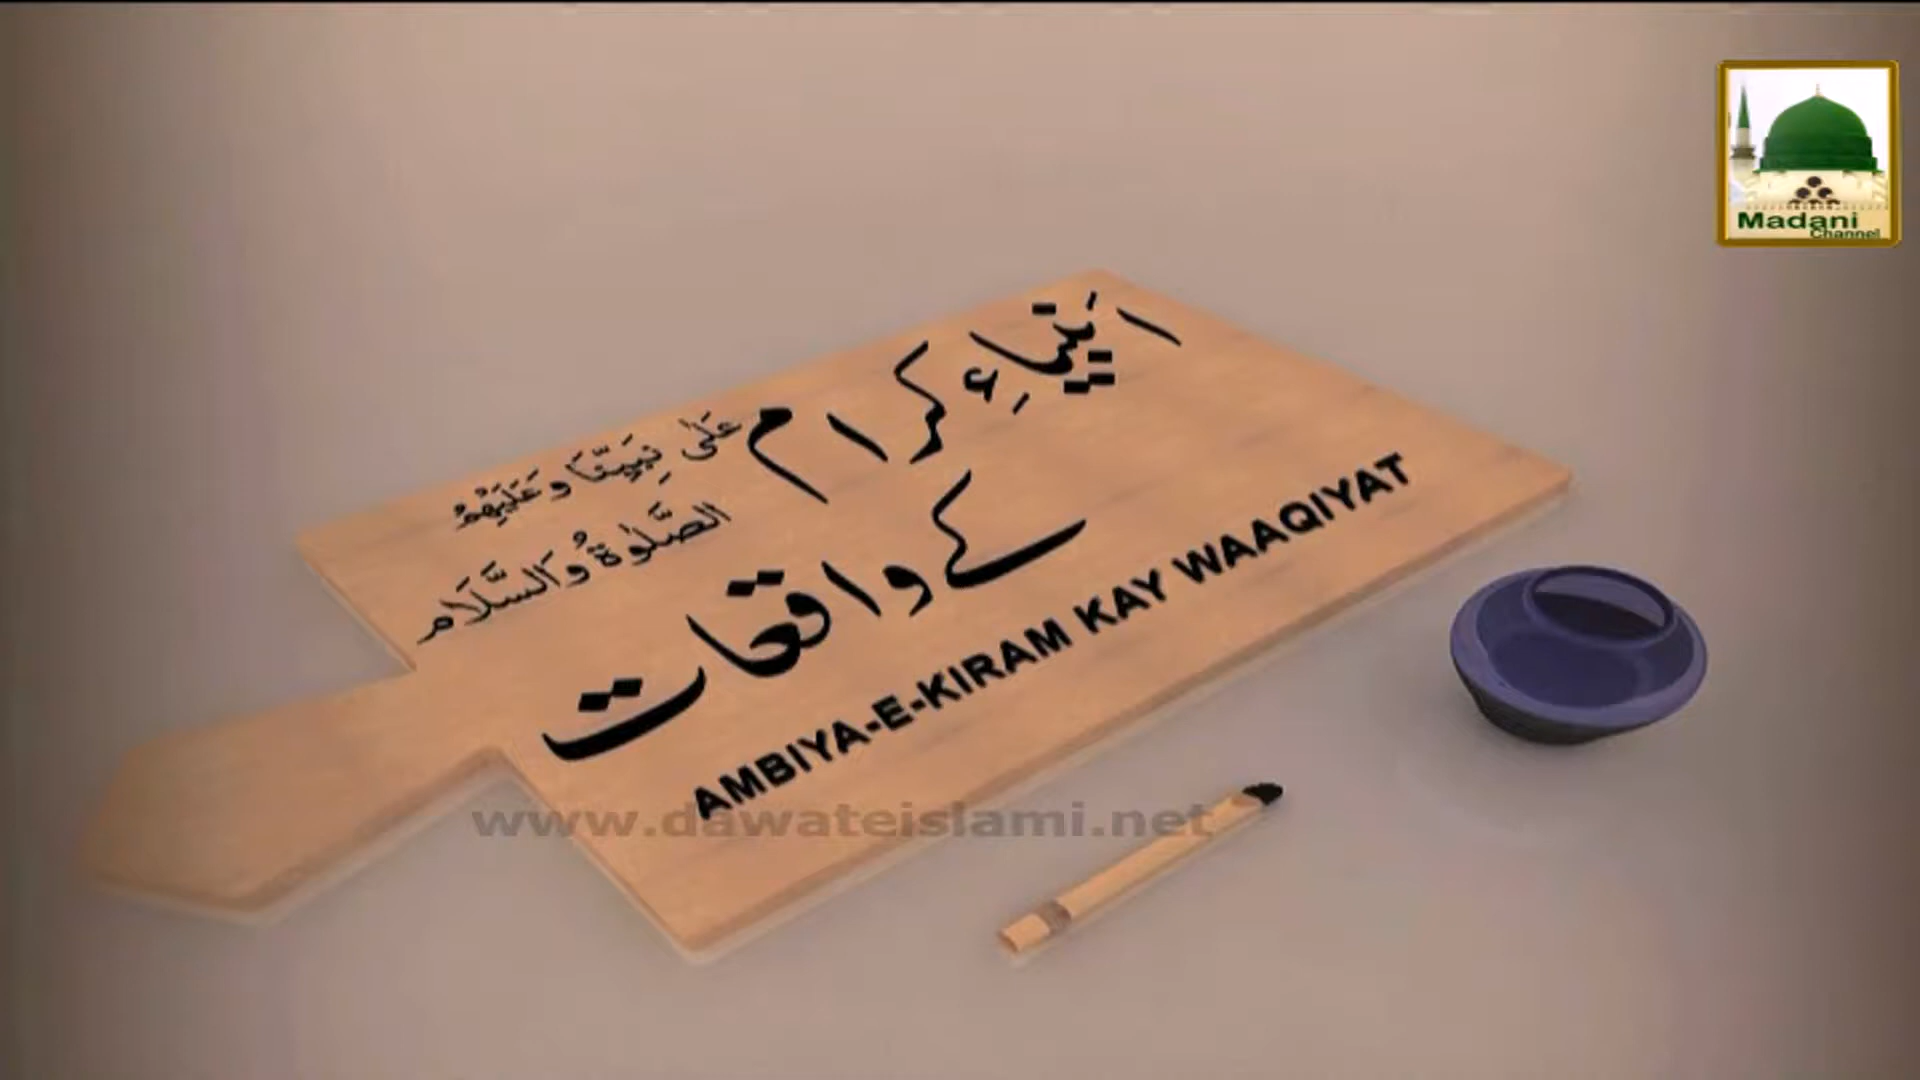 انبیاءِ کرام
عَلٰی نَبِیِّنَا وَعَلَیْہِمُ
الصَّلٰوۃُ وَالسَّلَام
کے واقعات
AMBIYA-E-KIRAM KAY WAAQIYAT
www.dawateislami.net
Madani
Channel